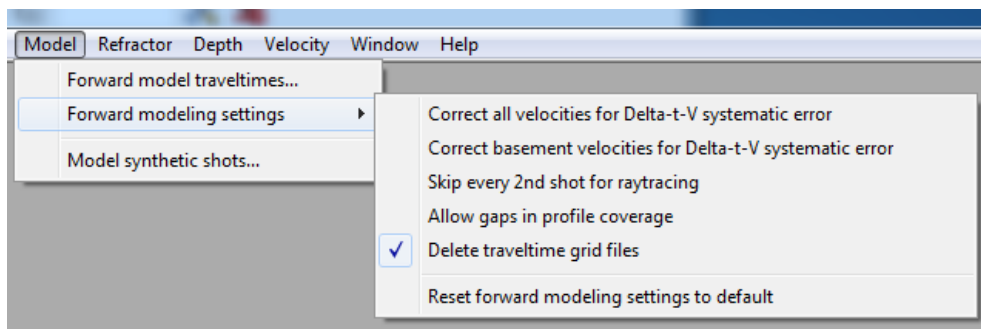 Model Refractor Depth Velocity Window Help
Forward model traveltimes...
Forward modeling settings
Model synthetic shots...
Correct all velocities for Delta-t-V systematic error
Correct basement velocities for Delta-t-V systematic error
Skip every 2nd shot for raytracing
Allow gaps in profile coverage
Delete traveltime grid files
Reset forward modeling settings to default